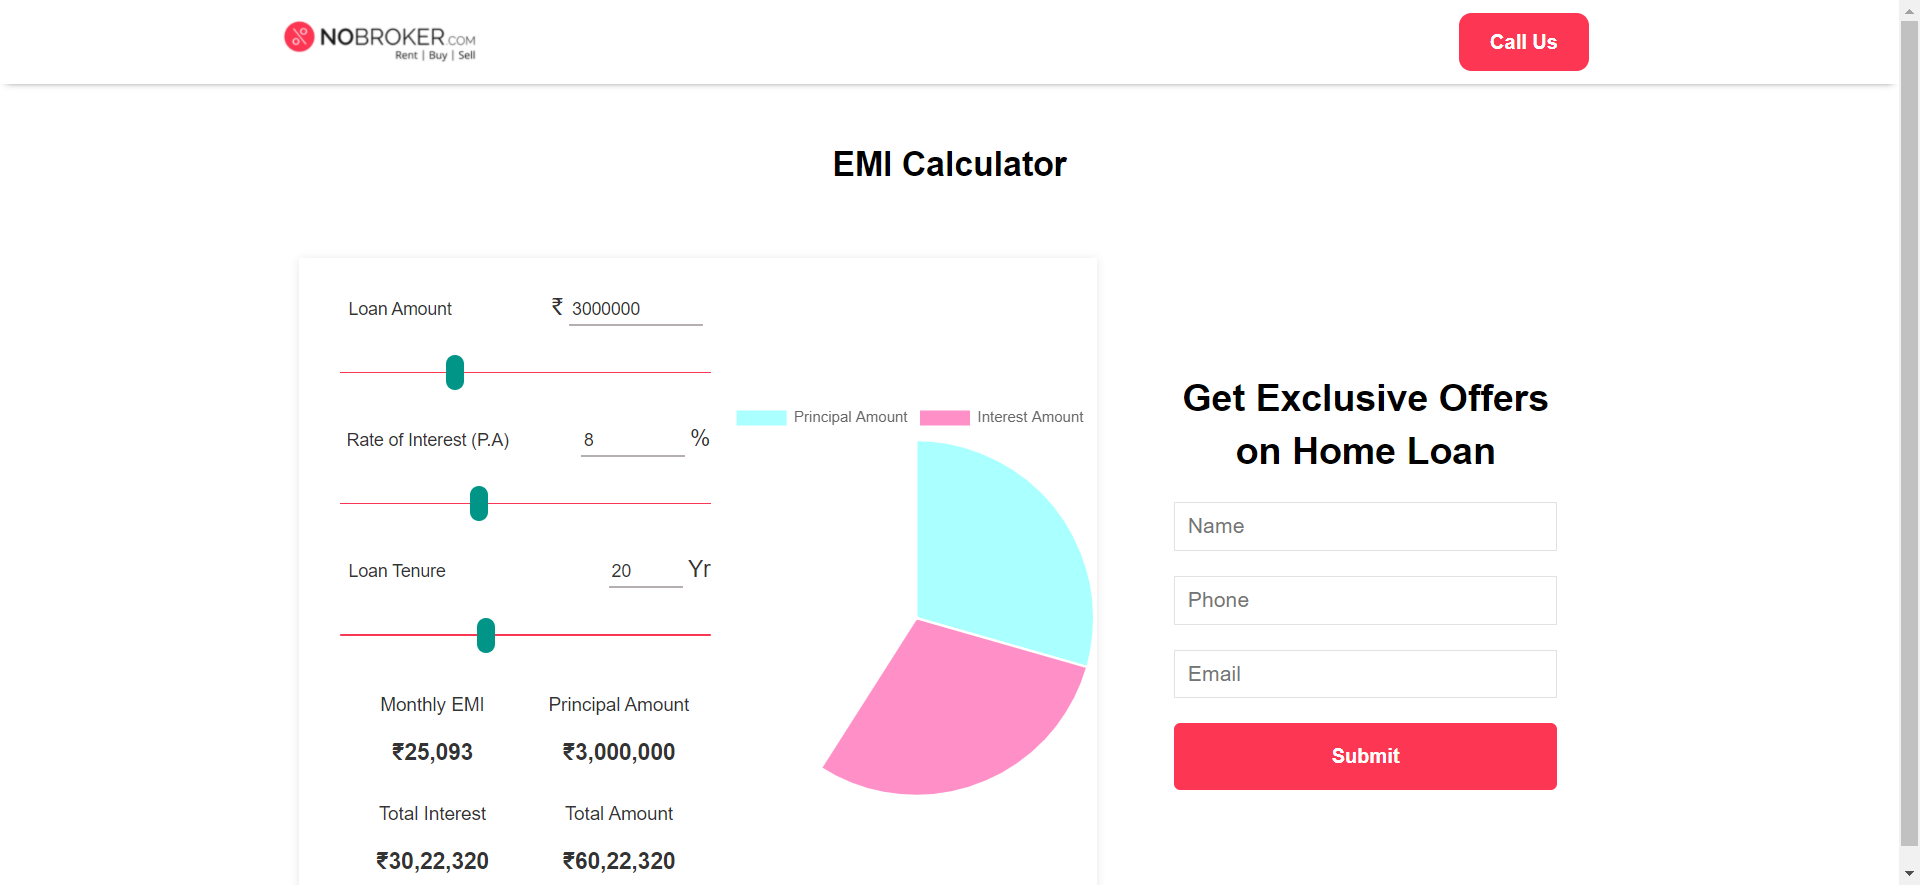 NOBROKER.COM
Rent | Buy | Sell
Call Us
EMI Calculator
Loan Amount
₹ 3000000
Rate of Interest (P.A)
8 %
Loan Tenure
20 Yr
Monthly EMI
₹25,093
Principal Amount
₹3,000,000
Total Interest
₹30,22,320
Total Amount
₹60,22,320
Principal Amount
Interest Amount
Get Exclusive Offers
on Home Loan
Name
Phone
Email
Submit